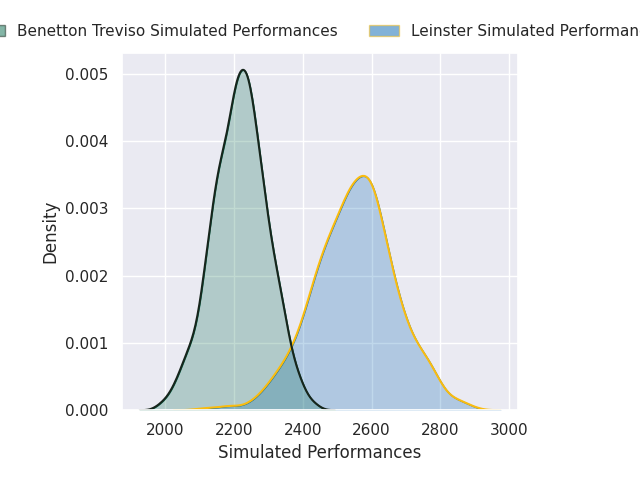 Benetton Treviso Simulated Performances Leinster Simulated Performan
0.005
0.004
0.003
0.002
0.001
0.000
Density
2000 2200 2400 2600 2800 3000
Simulated Performances